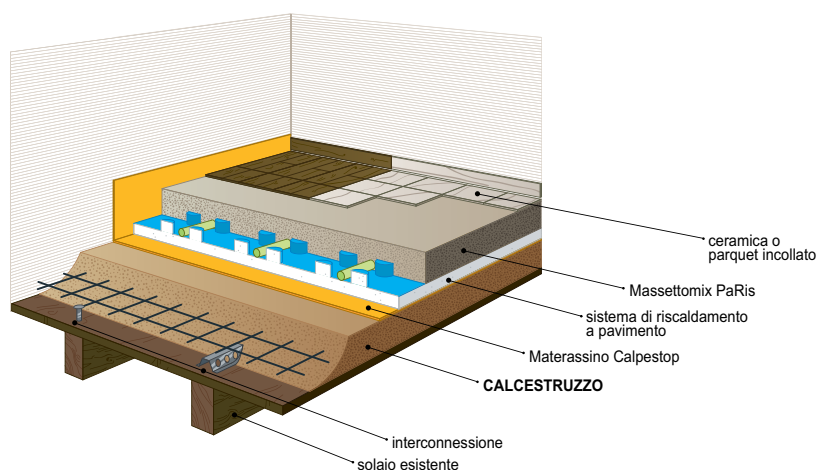 ceramica o
parquet incollato
Massettomix PaRis
sistema di riscaldamento
a pavimento
Materassino Calpestop
CALCESTRUZZO
interconnessione
solaio esistente